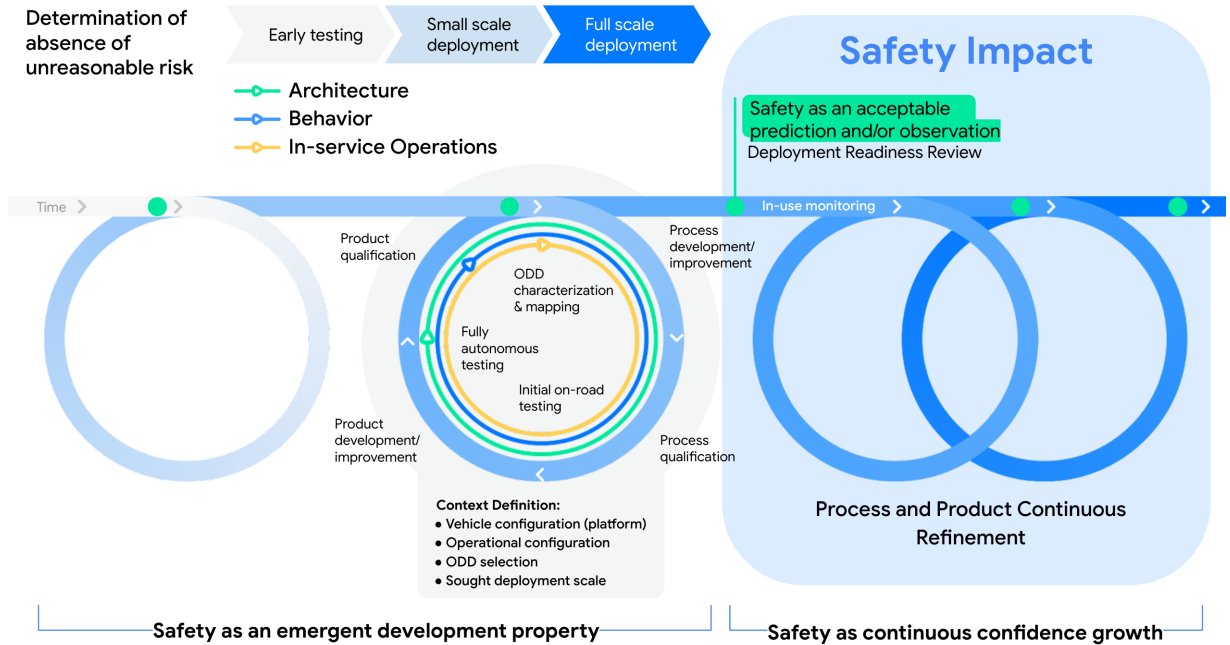 Determination of
absence of
unreasonable risk
Early testing
Small scale
deployment
Full scale
deployment
Architecture
Behavior
In-service Operations
Safety Impact
Safety as an acceptable
prediction and/or observation
Deployment Readiness Review
Time
In-use monitoring
Product
qualification
Process
development/
improvement
ODD
characterization
& mapping
Fully
autonomous
testing
Initial on-road
testing
Product
development/
improvement
Process
qualification
Context Definition:
• Vehicle configuration (platform)
• Operational configuration
• ODD selection
• Sought deployment scale
Process and Product Continuous
Refinement
Safety as an emergent development property
Safety as continuous confidence growth